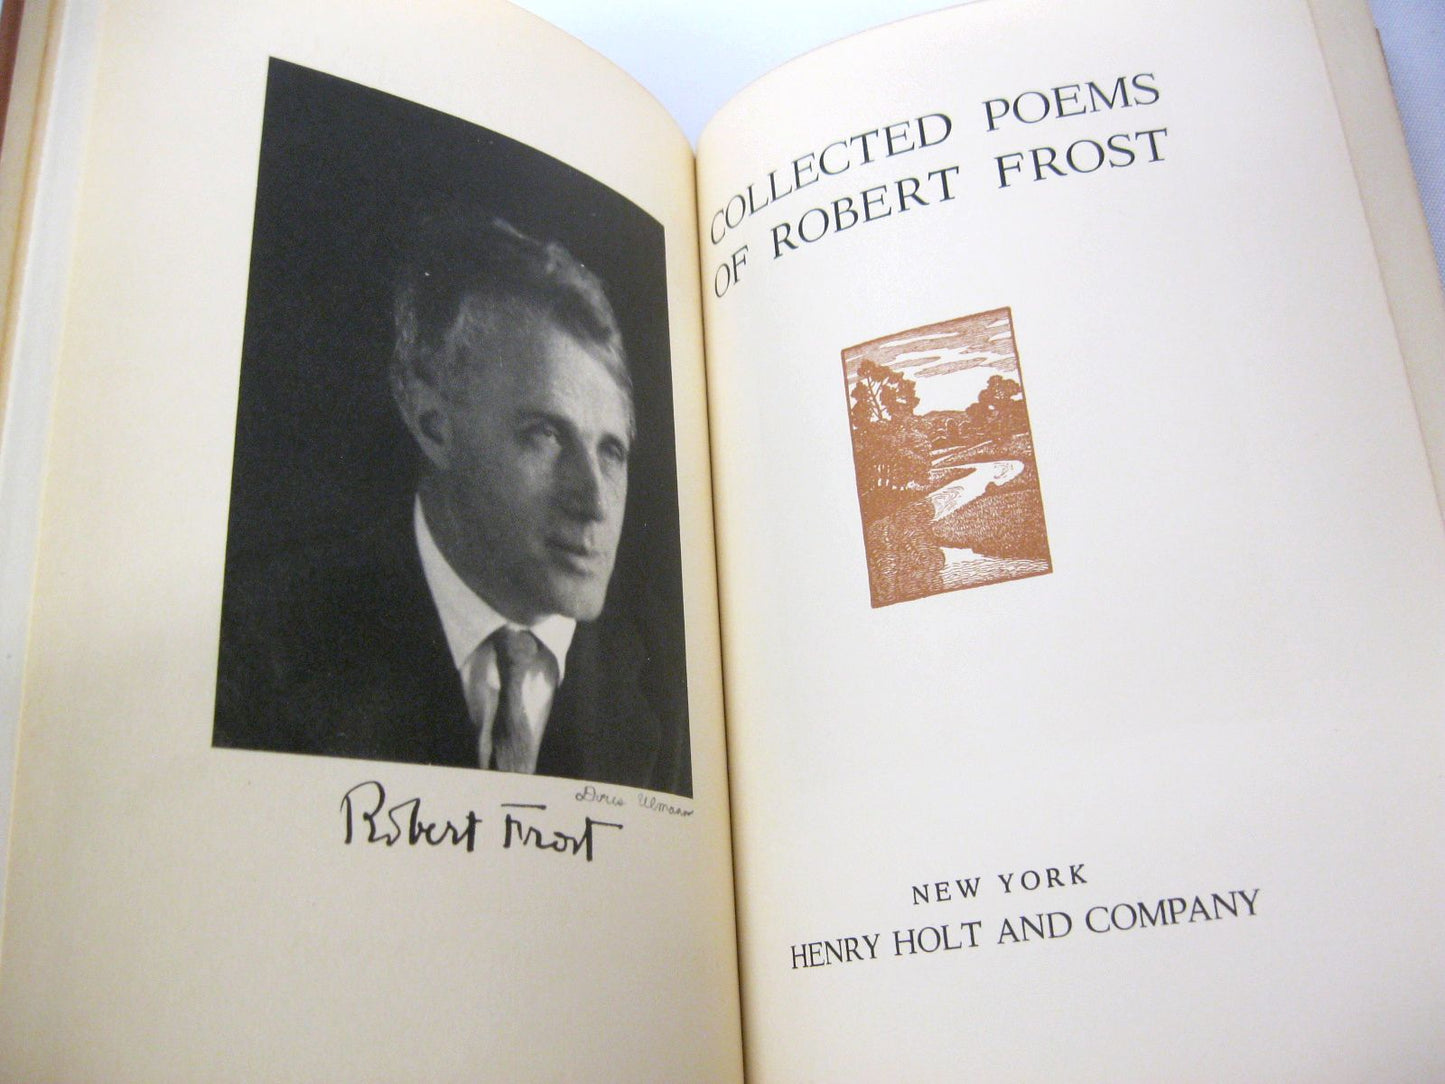 Doris Ulmann
Robert Frost
COLLECTED POEMS
OF ROBERT FROST
NEW YORK
HENRY HOLT AND COMPANY